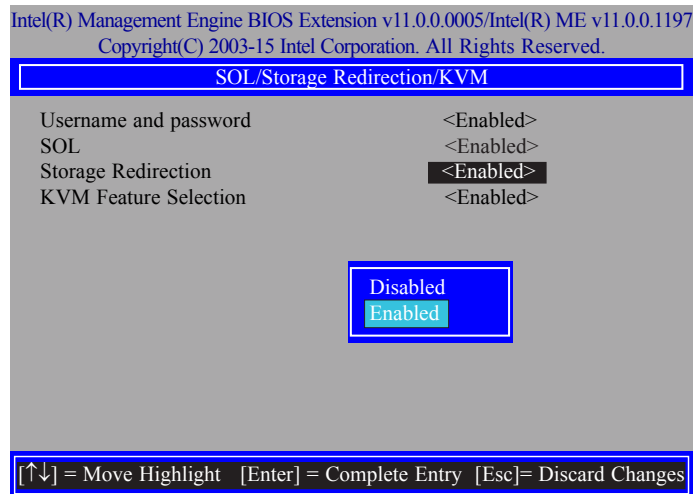 Intel(R) Management Engine BIOS Extension v11.0.0.0005/Intel(R) ME v11.0.0.1197
Copyright(C) 2003-15 Intel Corporation. All Rights Reserved.
SOL/Storage Redirection/KVM
Username and password <Enabled>
SOL <Enabled>
Storage Redirection <Enabled>
KVM Feature Selection <Enabled>
Disabled
Enabled
[↑↓] = Move Highlight [Enter] = Complete Entry [Esc]= Discard Changes